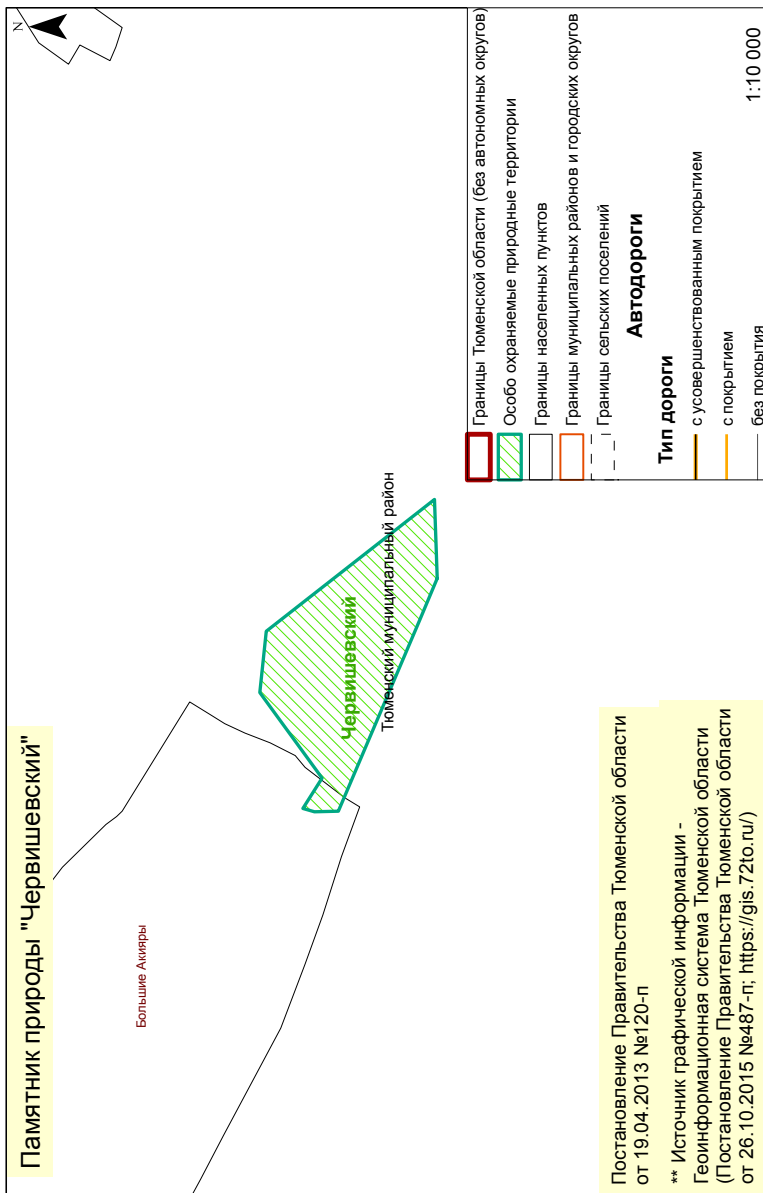 Памятник природы "Червишевский"
N
Большие Акияры
Червишевский
Тюменский муниципальный район
Постановление Правительства Тюменской области
от 19.04.2013 №120-п
** Источник графической информации -
Геоинформационная система Тюменской области
(Постановление Правительства Тюменской области
от 26.10.2015 №487-п; https://gis.72to.ru/)
Границы Тюменской области (без автономных округов)
Особо охраняемые природные территории
Границы населенных пунктов
Границы муниципальных районов и городских округов
Границы сельских поселений
Автодороги
Тип дороги
с усовершенствованным покрытием
с покрытием
без покрытия
1:10 000